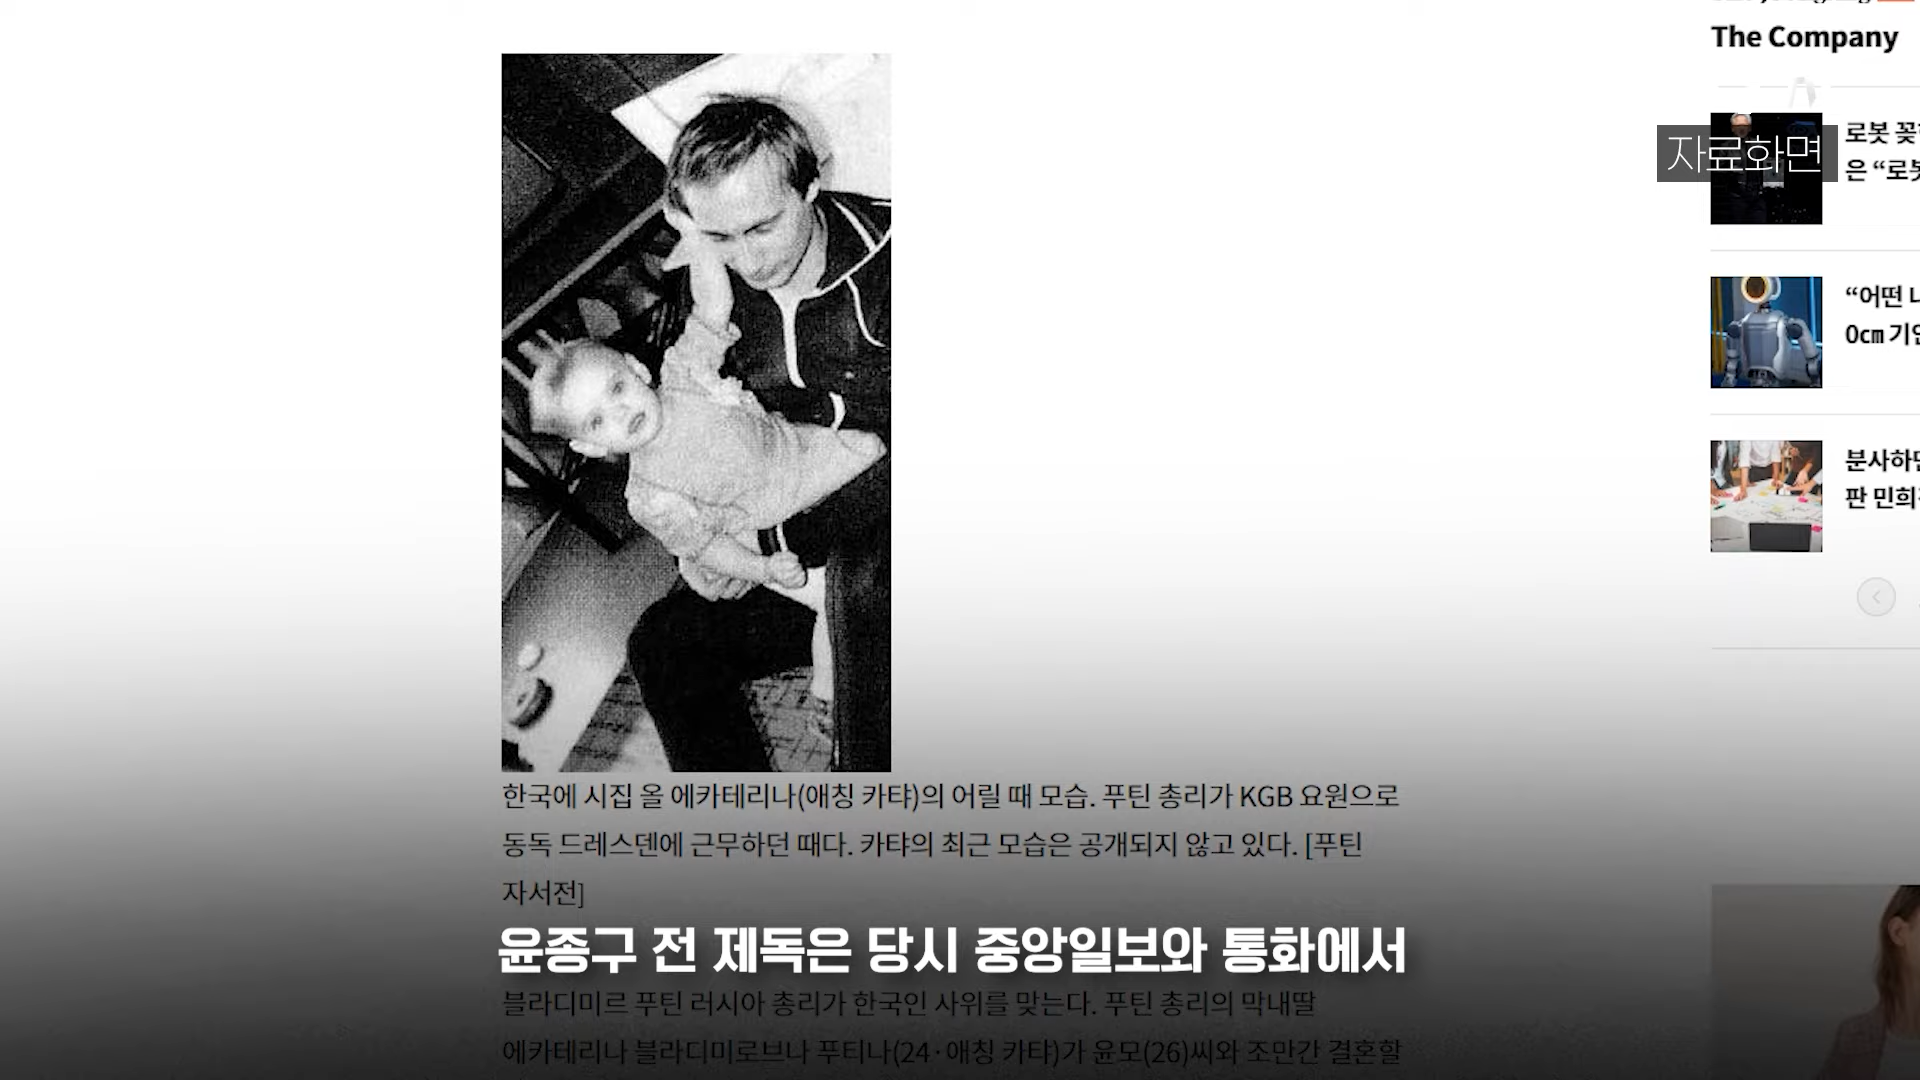 The Company
자료화면
로봇 꽃
은 “로봇
“어떤
0㎝ 기
분사하
판 민희
한국에 시집 올 에카테리나(애칭 카탸)의 어릴 때 모습. 푸틴 총리가 KGB 요원으로
동독 드레스덴에 근무하던 때다. 카탸의 최근 모습은 공개되지 않고 있다. [푸틴
자서전]
윤종구 전 제독은 당시 중앙일보와 통화에서
블라디미르 푸틴 러시아 총리가 한국인 사위를 맞는다. 푸틴 총리의 막내딸
에카테리나 블라디미로브나 푸티나(24·애칭 카탸)가 윤모(26)씨와 조만간 결혼할